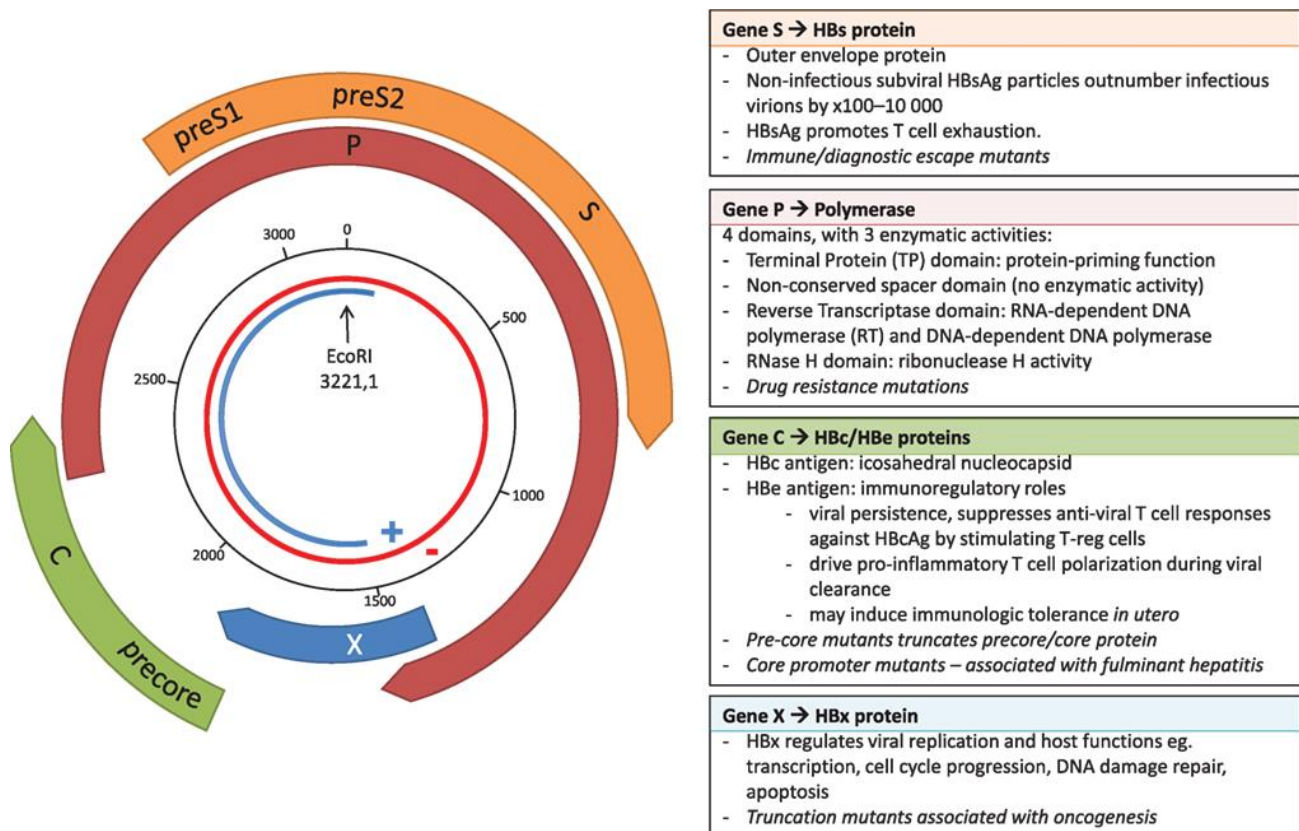 preS1
preS2
S
P
3000
0
500
EcoRI
3221,1
2500
1000
2000
+
-
1500
C
precore
X
Gene S → HBs protein
- Outer envelope protein
- Non-infectious subviral HBsAg particles outnumber infectious
virions by x100–10 000
- HBsAg promotes T cell exhaustion.
- Immune/diagnostic escape mutants
Gene P → Polymerase
4 domains, with 3 enzymatic activities:
- Terminal Protein (TP) domain: protein-priming function
- Non-conserved spacer domain (no enzymatic activity)
- Reverse Transcriptase domain: RNA-dependent DNA
polymerase (RT) and DNA-dependent DNA polymerase
- RNase H domain: ribonuclease H activity
- Drug resistance mutations
Gene C → HBc/HBe proteins
- HBc antigen: icosahedral nucleocapsid
- HBe antigen: immunoregulatory roles
- viral persistence, suppresses anti-viral T cell responses
against HBcAg by stimulating T-reg cells
- drive pro-inflammatory T cell polarization during viral
clearance
- may induce immunologic tolerance in utero
- Pre-core mutants truncates precore/core protein
- Core promoter mutants – associated with fulminant hepatitis
Gene X → HBx protein
- HBx regulates viral replication and host functions eg.
transcription, cell cycle progression, DNA damage repair,
apoptosis
- Truncation mutants associated with oncogenesis